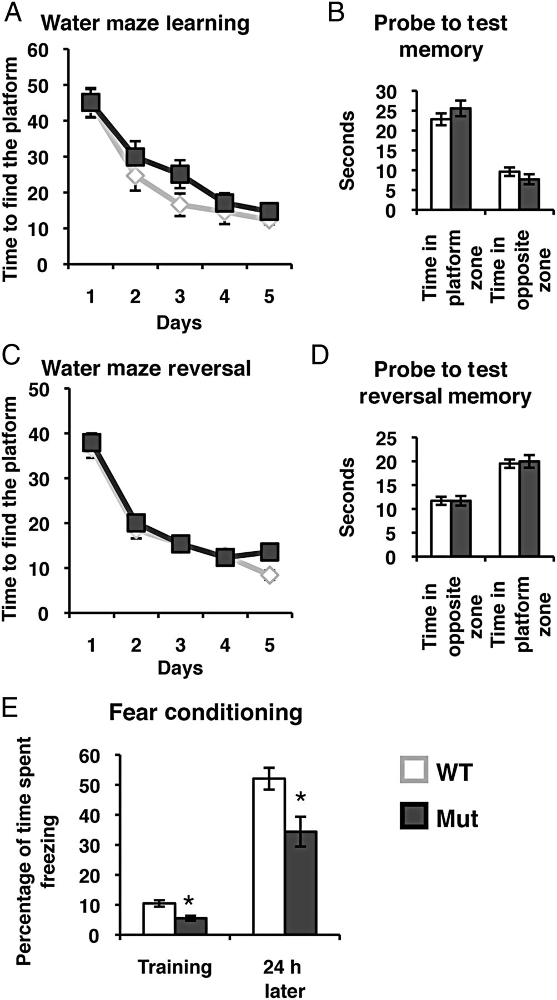 A
Water maze learning
Time to find the platform
60
50
40
30
20
10
0
1 2 3 4 5
Days
B
Probe to test
memory
Seconds
30
25
20
15
10
5
0
Time in
platform
zone
Time in
opposite
zone
C
Water maze reversal
Time to find the platform
50
40
30
20
10
0
1 2 3 4 5
Days
D
Probe to test
reversal memory
Seconds
25
20
15
10
5
0
Time in
opposite
zone
Time in
platform
zone
E
Fear conditioning
Percentage of time spent
freezing
60
50
40
30
20
10
0
*
*
Training
24 h
later
WT
Mut